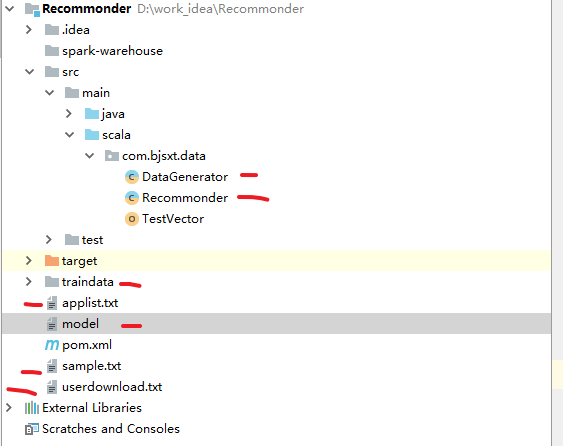 Recommonder D:\work_idea\Recommonder
.idea
spark-warehouse
src
main
java
scala
com.bjsxt.data
DataGenerator
Recommonder
TestVector
test
target
traindata
applist.txt
model
pom.xml
sample.txt
userdownload.txt
External Libraries
Scratches and Consoles